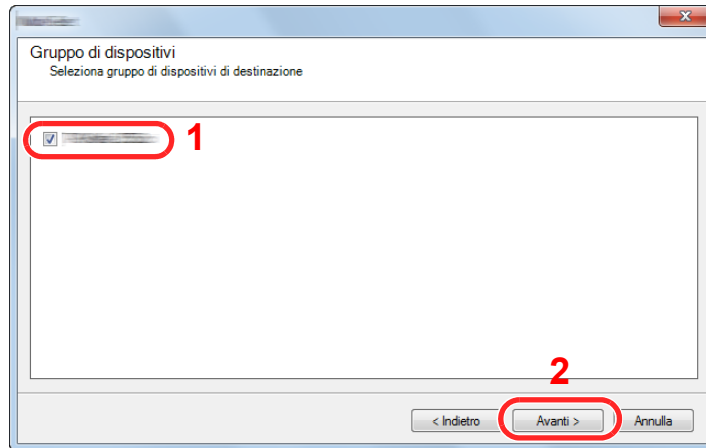 Gruppo di dispositivi
Seleziona gruppo di dispositivi di destinazione
1
2
< Indietro
Avanti >
Annulla